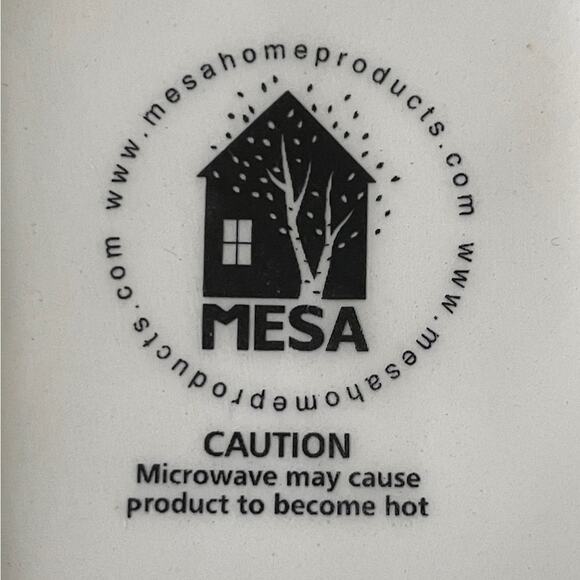 www.mesahomeproducts.com www.mesahomeproducts.com
MESA
CAUTION
Microwave may cause
product to become hot